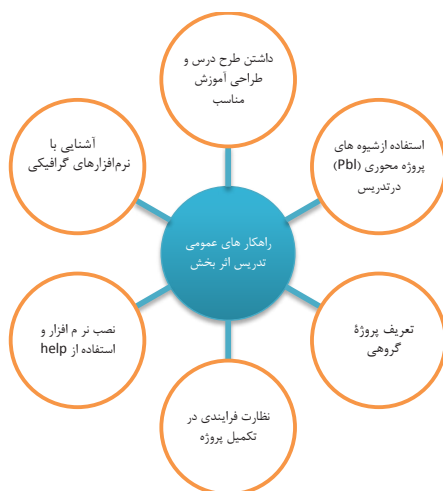 داشتن طرح درس و
طراحی آموزش
مناسب
استفاده ازشیوه های
پروژه محوری (Pbl)
درتدریس
تعریف پروژۀ
گروهی
نظارت فرایندی در
تکمیل پروژه
نصب نر م افزار و
استفاده از help
آشنایی با
نرم‌افزارهای گرافیکی
راهکار های عمومی
تدریس اثر بخش